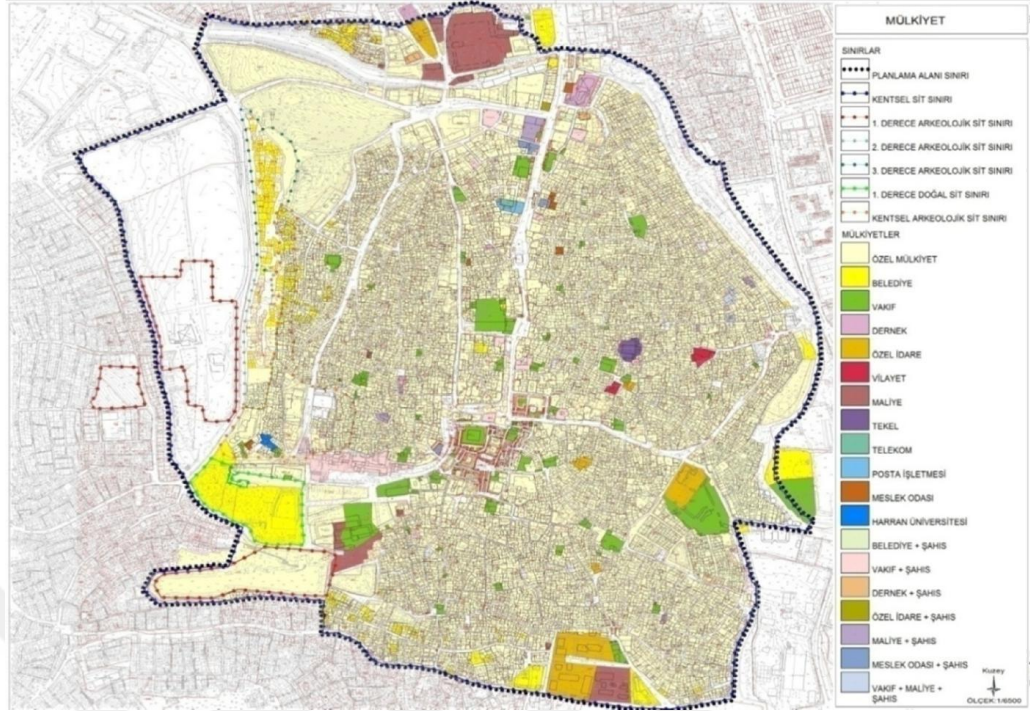 MÜLKİYET
SINIRLAR
PLANLAMA ALANI SINIRI
KENTSEL SİT SINIRI
1. DERECE ARKEOLOJİK SİT SINIRI
2. DERECE ARKEOLOJİK SİT SINIRI
3. DERECE ARKEOLOJİK SİT SINIRI
1. DERECE DOĞAL SİT SINIRI
KENTSEL ARKEOLOJİK SİT SINIRI
MÜLKİYETLER
ÖZEL MÜLKİYET
BELEDİYE
VAKIF
DERNEK
ÖZEL İDARE
VİLAYET
MALİYE
TEKEL
TELEKOM
POSTA İŞLETMESİ
MESLEK ODASI
HARRAN ÜNİVERSİTESİ
BELEDİYE + ŞAHIS
VAKIF + ŞAHIS
DERNEK + ŞAHIS
ÖZEL İDARE + ŞAHIS
MALİYE + ŞAHIS
MESLEK ODASI + ŞAHIS
VAKIF + MALİYE +
ŞAHIS
Kuzey
ÖLÇEK:1/6500